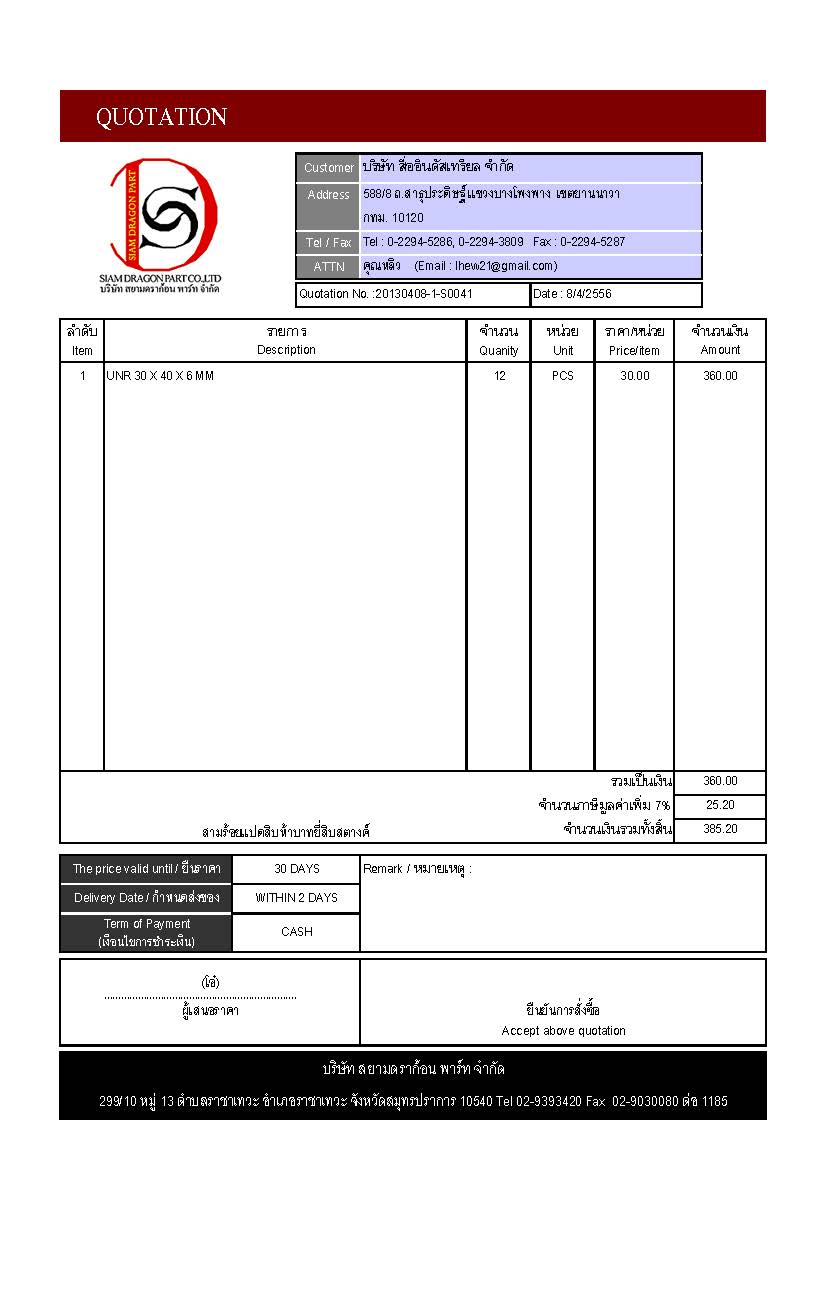 QUOTATION
SIAM DRAGON PART
SIAM DRAGON PART CO.,LTD
บริษัท สยามดราก้อน พาร์ท จำกัด
Customer บริษัท สี่ออินดัสเทรียล จำกัด
Address 588/8 ถ.สาธุประดิษฐ์ แขวงบางโพงพาง เขตยานนาวา
กทม. 10120
Tel / Fax Tel : 0-2294-5286, 0-2294-3809 Fax : 0-2294-5287
ATTN คุณหลิว (Email : lhew21@gmail.com)
Quotation No. :20130408-1-S0041 Date : 8/4/2556
ลำดับ รายการ จำนวน หน่วย ราคา/หน่วย จำนวนเงิน
Item Description Quanity Unit Price/item Amount
1 UNR 30 X 40 X 6 MM 12 PCS 30.00 360.00
รวมเป็นเงิน 360.00
จำนวนภาษีมูลค่าเพิ่ม 7% 25.20
สามร้อยแปดสิบห้าบาทยี่สิบสตางค์ จำนวนเงินรวมทั้งสิ้น 385.20
The price valid until / ยืนราคา 30 DAYS Remark / หมายเหตุ :
Delivery Date / กำหนดส่งของ WITHIN 2 DAYS
Term of Payment
(เงื่อนไขการชำระเงิน) CASH
(โอ๋)
ผู้เสนอราคา ยืนยันการสั่งซื้อ
Accept above quotation
บริษัท สยามดราก้อน พาร์ท จำกัด
299/10 หมู่ 13 ตำบลราชาเทวะ อำเภอราชาเทวะ จังหวัดสมุทรปราการ 10540 Tel 02-9393420 Fax 02-9030080 ต่อ 1185